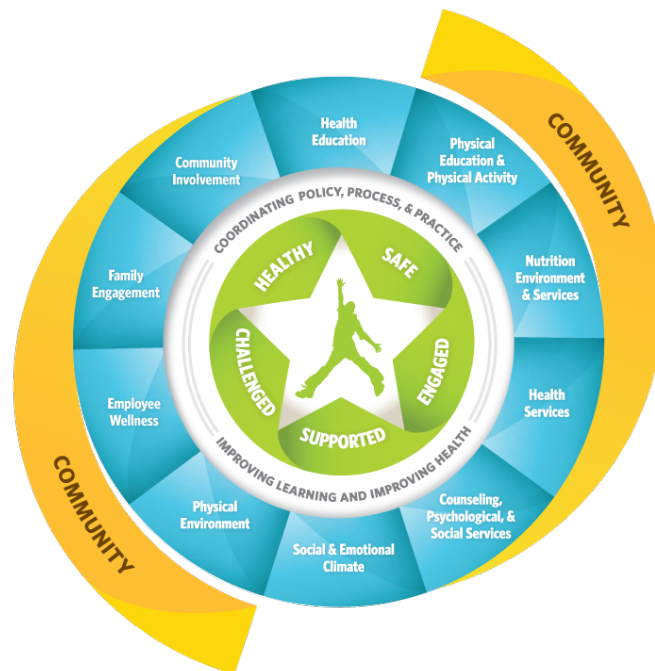 COMMUNITY
Health
Education
Physical
Education &
Physical Activity
Nutrition
Environment
& Services
Health
Services
Counseling,
Psychological, &
Social Services
Social & Emotional
Climate
Physical
Environment
Employee
Wellness
Family
Engagement
Community
Involvement
COORDINATING POLICY, PROCESS, & PRACTICE
IMPROVING LEARNING AND IMPROVING HEALTH
HEALTHY
SAFE
ENGAGED
SUPPORTED
CHALLENGED
COMMUNITY